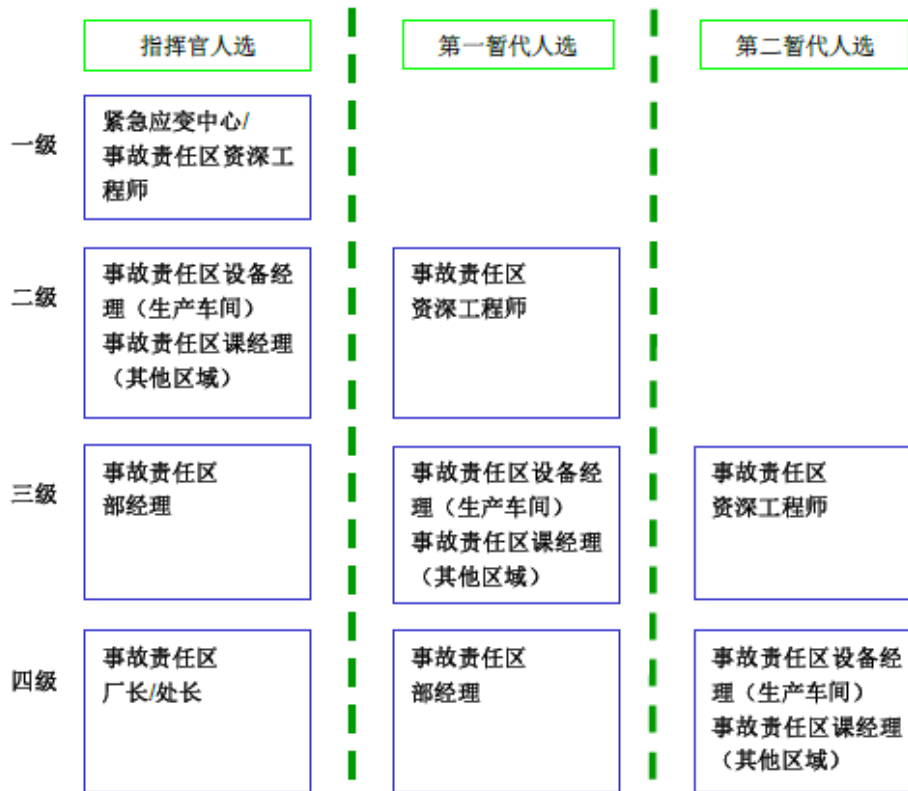 指挥官人选
第一暂代人选
第二暂代人选
一级
紧急应变中心/
事故责任区资深工
程师
二级
事故责任区设备经
理（生产车间）
事故责任区课经理
（其他区域）
事故责任区
资深工程师
三级
事故责任区
部经理
事故责任区设备经
理（生产车间）
事故责任区课经理
（其他区域）
事故责任区
资深工程师
四级
事故责任区
厂长/处长
事故责任区
部经理
事故责任区设备经
理（生产车间）
事故责任区课经理
（其他区域）